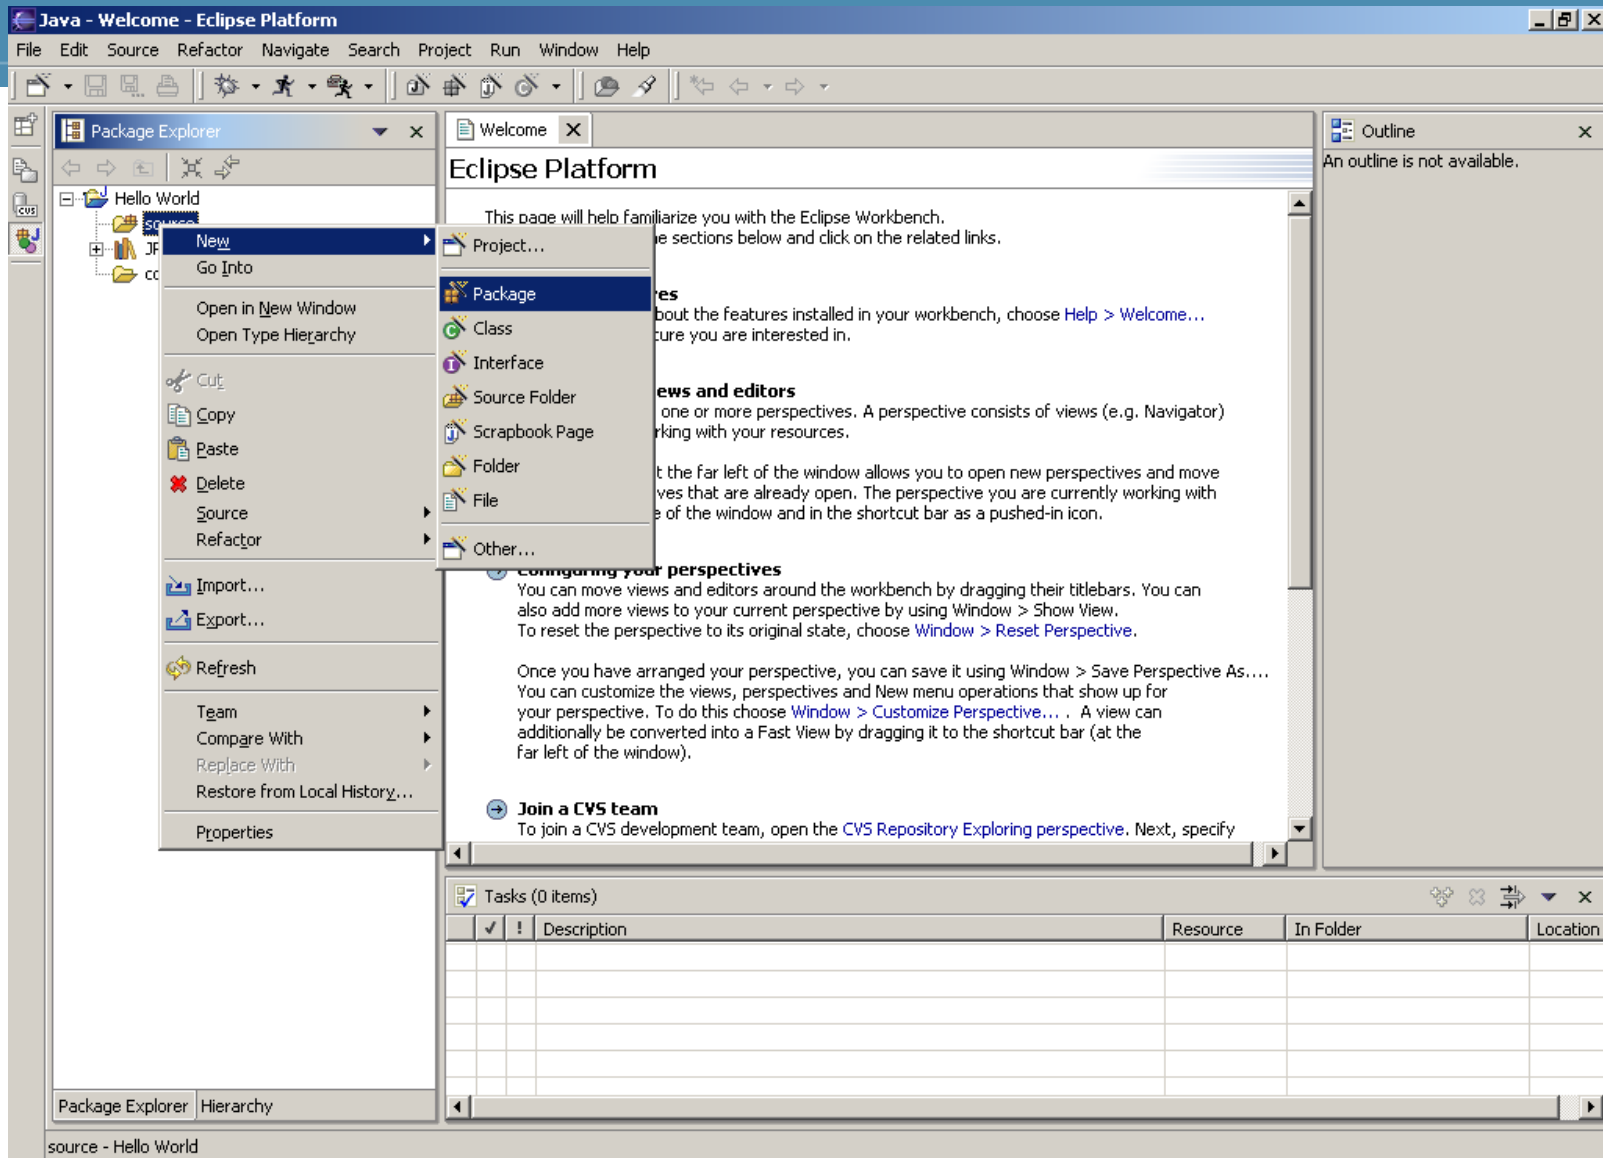 Java - Welcome - Eclipse Platform
File Edit Source Refactor Navigate Search Project Run Window Help
Package Explorer
Hello World
source
New
Go Into
Open in New Window
Open Type Hierarchy
Cut
Copy
Paste
Delete
Source
Refactor
Import...
Export...
Refresh
Team
Compare With
Replace With
Restore from Local History...
Properties
Project...
Package
Class
Interface
Source Folder
Scrapbook Page
Folder
File
Other...
Package Explorer Hierarchy
Welcome
Eclipse Platform
This page will help familiarize you with the Eclipse Workbench.
sections below and click on the related links.
about the features installed in your workbench, choose Help > Welcome...
you are interested in.
and editors
one or more perspectives. A perspective consists of views (e.g. Navigator)
with your resources.
the far left of the window allows you to open new perspectives and move
that are already open. The perspective you are currently working with
of the window and in the shortcut bar as a pushed-in icon.
Configuring your perspectives
You can move views and editors around the workbench by dragging their titlebars. You can
also add more views to your current perspective by using Window > Show View.
To reset the perspective to its original state, choose Window > Reset Perspective.
Once you have arranged your perspective, you can save it using Window > Save Perspective As....
You can customize the views, perspectives and New menu operations that show up for
your perspective. To do this choose Window > Customize Perspective... . A view can
additionally be converted into a Fast View by dragging it to the shortcut bar (at the
far left of the window).
Join a CVS team
To join a CVS development team, open the CVS Repository Exploring perspective. Next, specify
Outline
An outline is not available.
Tasks (0 items)
! Description Resource In Folder Location
CVS
source - Hello World